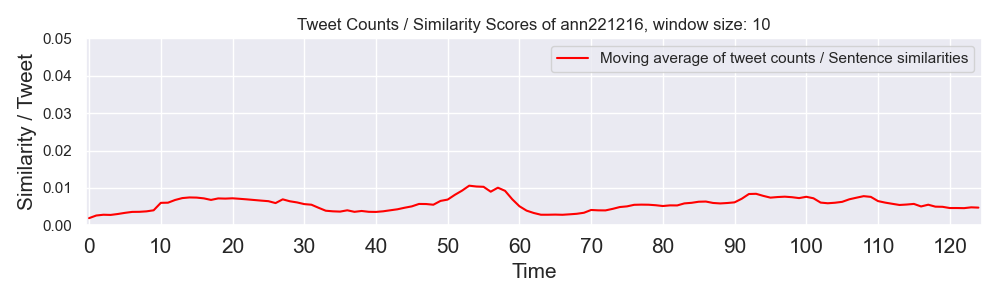 Tweet Counts / Similarity Scores of ann221216, window size: 10
Moving average of tweet counts / Sentence similarities
Similarity / Tweet
0.05
0.04
0.03
0.02
0.01
0.00
0 10 20 30 40 50 60 70 80 90 100 110 120
Time